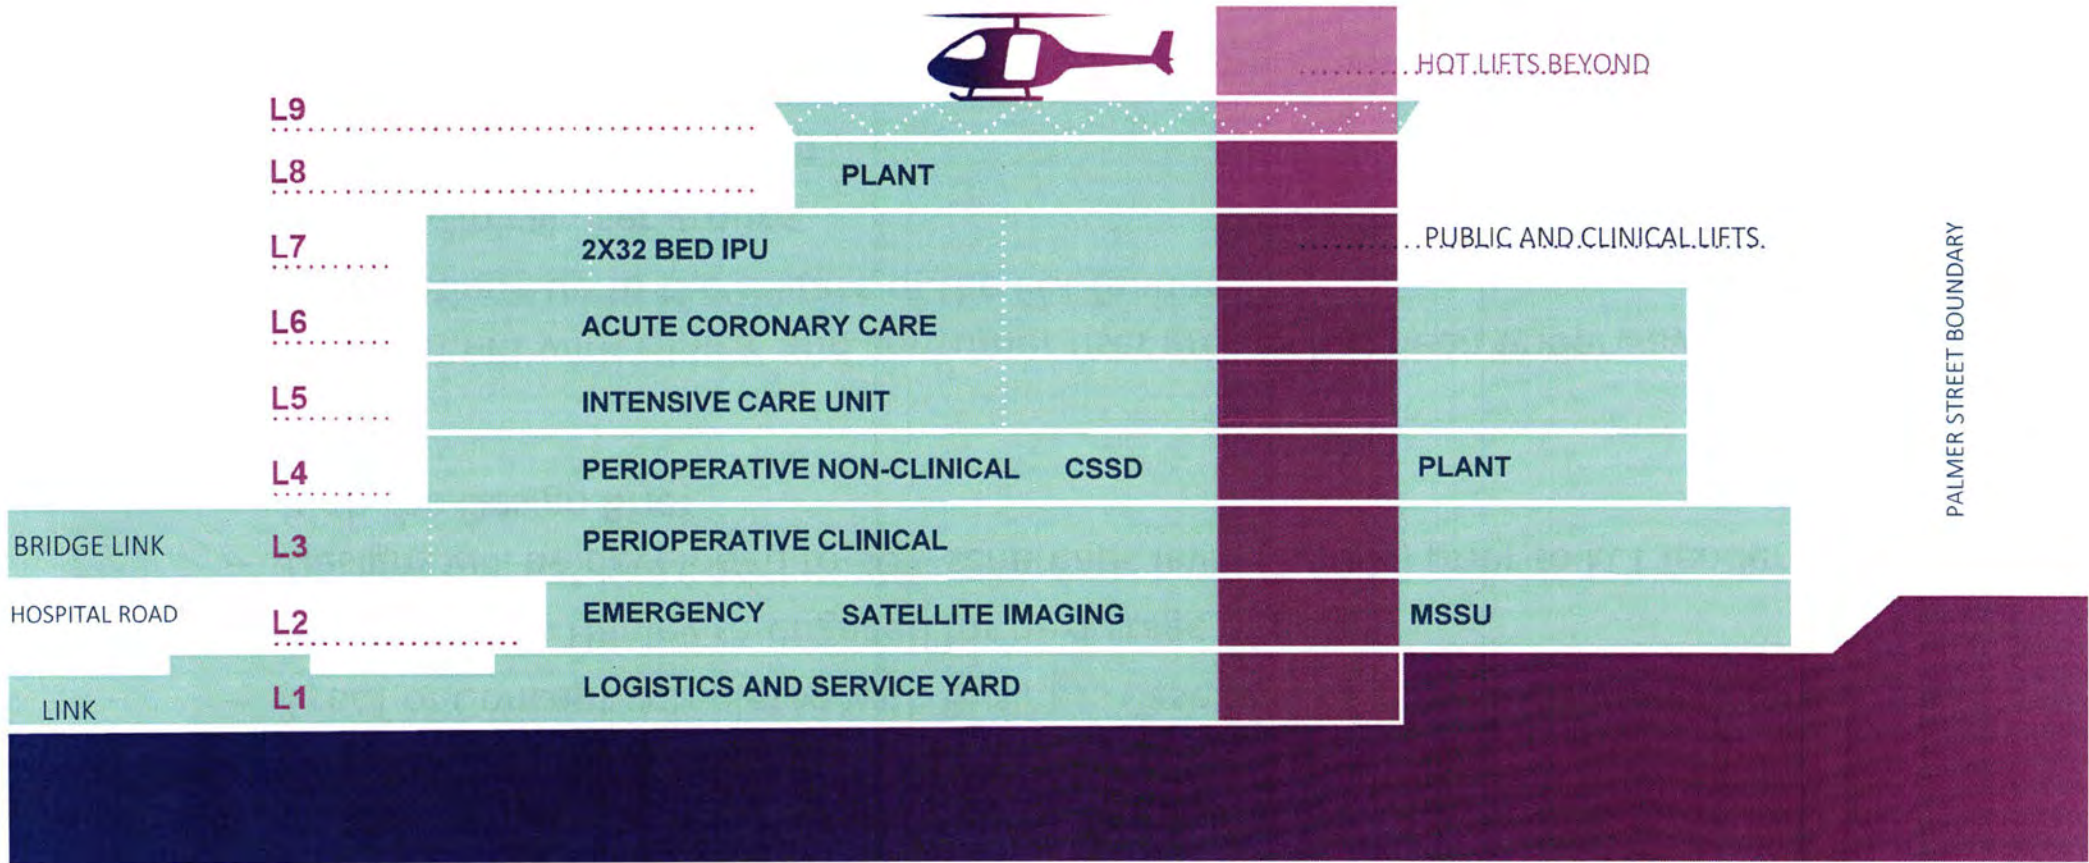 HOT LIFTS BEYOND
L9
L8
PLANT
L7
2X32 BED IPU
PUBLIC AND CLINICAL LIFTS
L6
ACUTE CORONARY CARE
L5
INTENSIVE CARE UNIT
L4
PERIOPERATIVE NON-CLINICAL CSSD PLANT
BRIDGE LINK
L3
PERIOPERATIVE CLINICAL
HOSPITAL ROAD
L2
EMERGENCY SATELLITE IMAGING MSSU
LINK
L1
LOGISTICS AND SERVICE YARD
PALMER STREET BOUNDARY